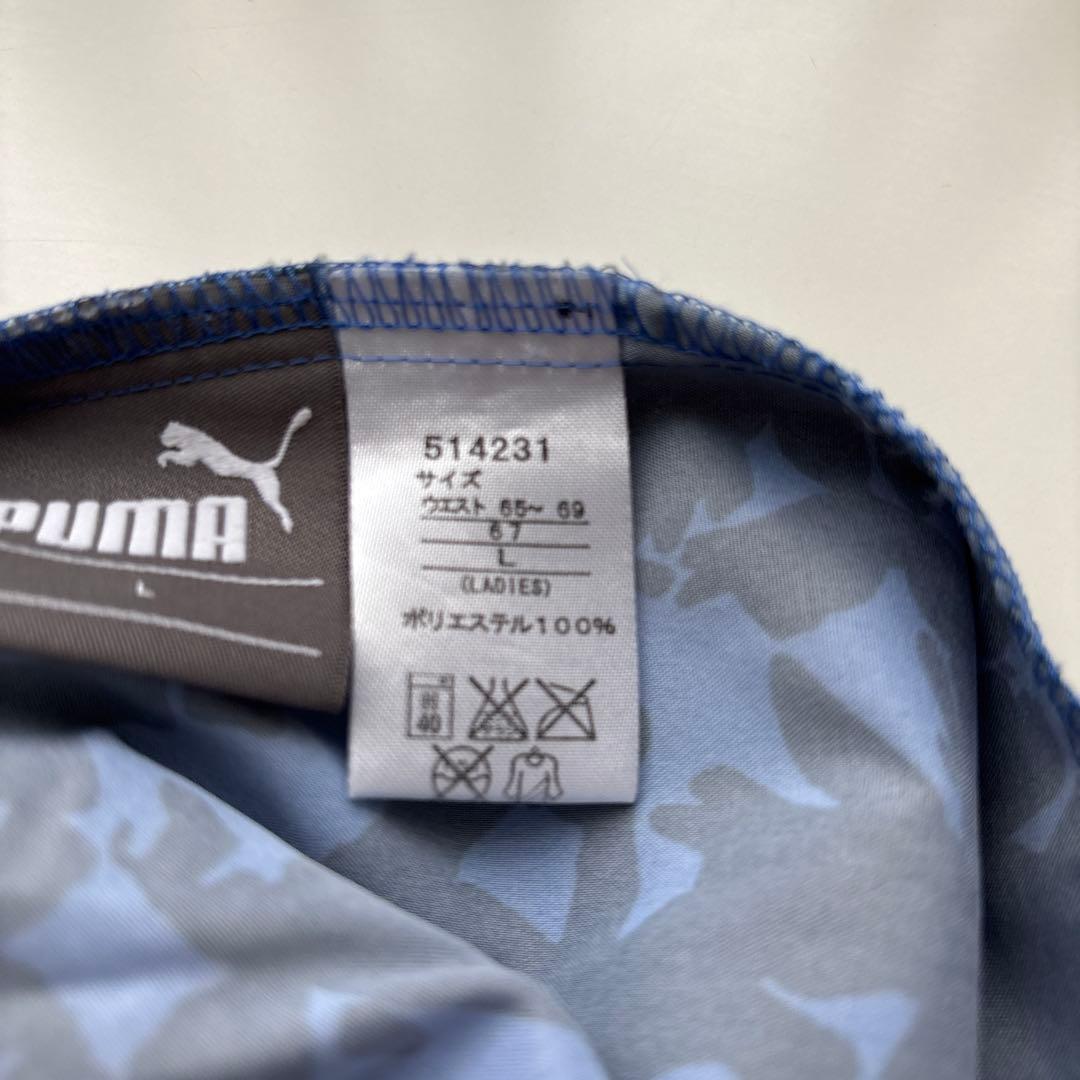 PUMA
L
514231
サイズ
ウエスト 65～ 69
67
L
(LADIES)
ポリエステル100%
40